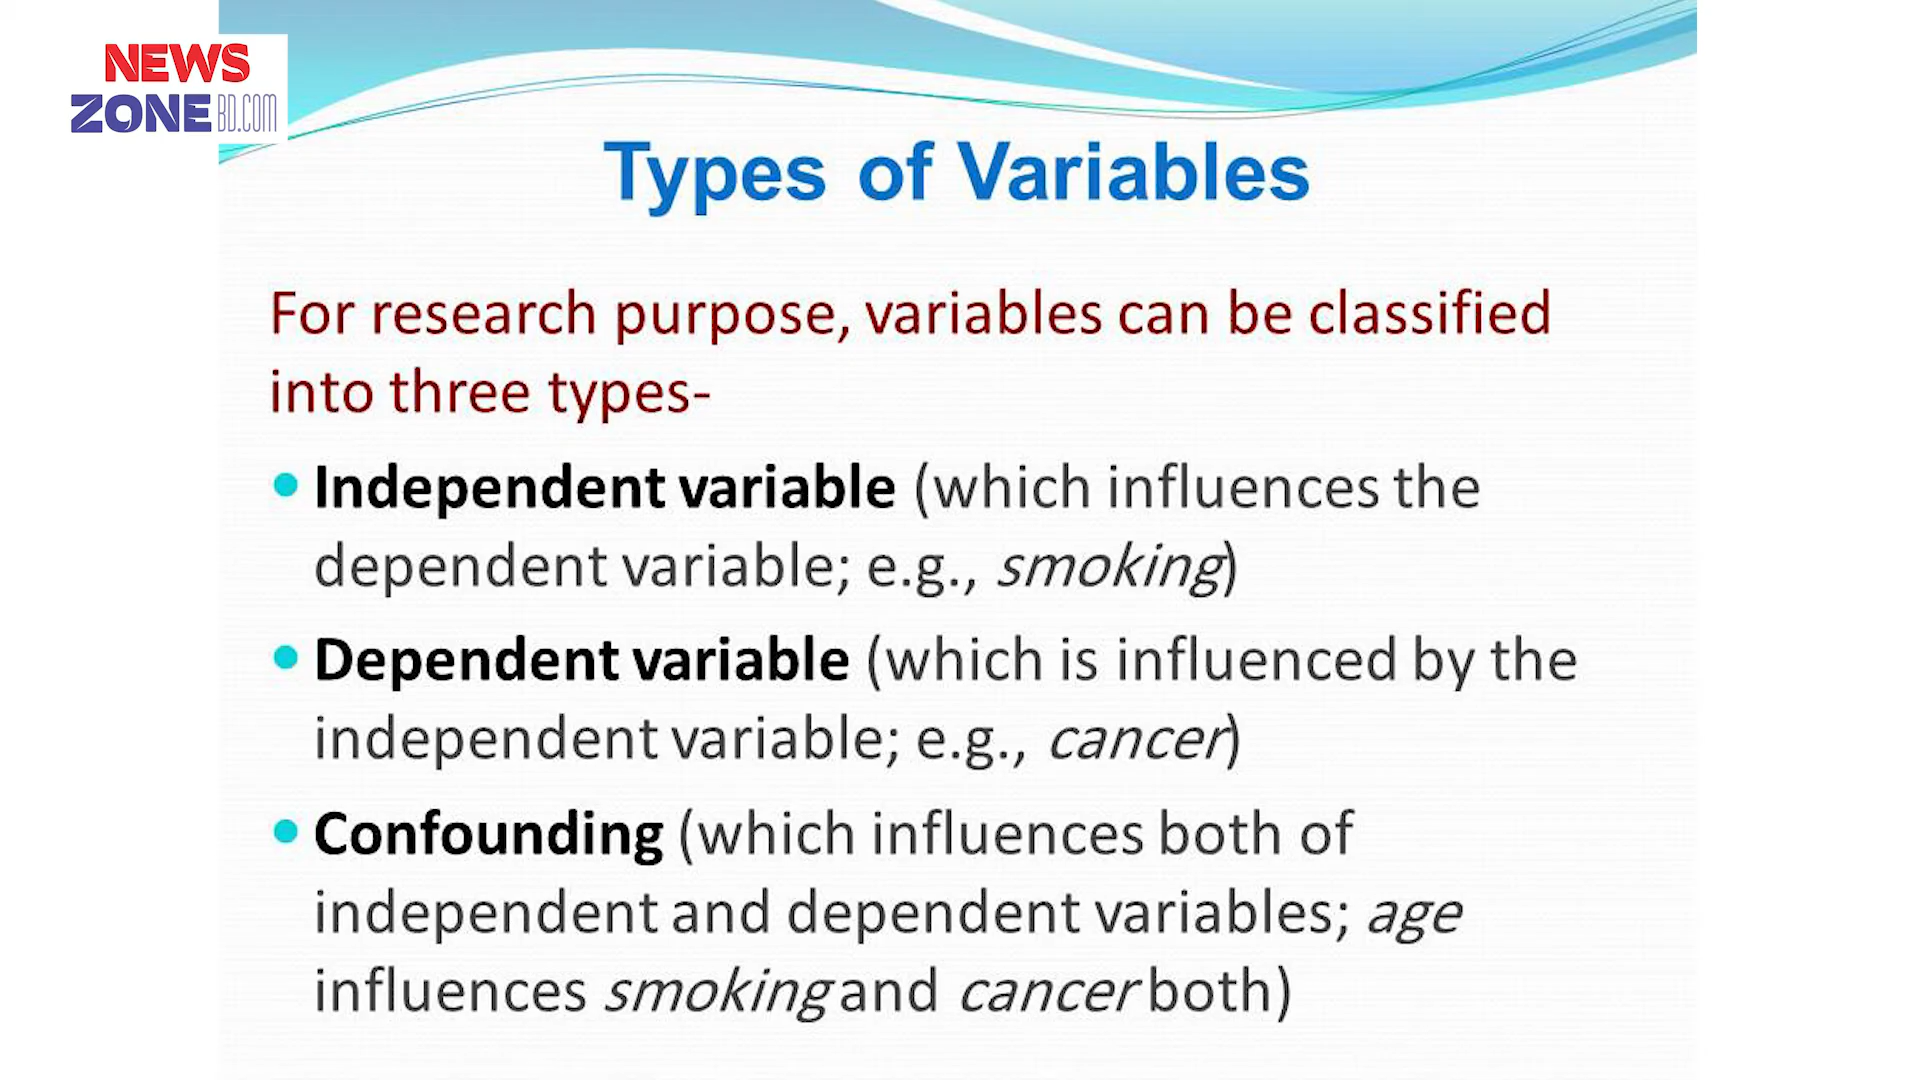 NEWS
ZONE BD.COM
Types of Variables
For research purpose, variables can be classified
into three types-
• Independent variable (which influences the
dependent variable; e.g., smoking)
• Dependent variable (which is influenced by the
independent variable; e.g., cancer)
• Confounding (which influences both of
independent and dependent variables; age
influences smoking and cancer both)